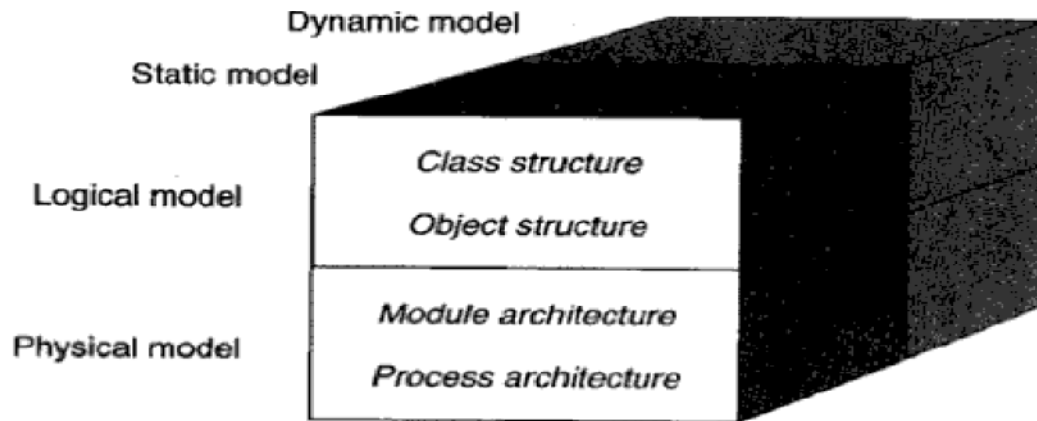 Dynamic model
Static model
Class structure
Logical model
Object structure
Module architecture
Physical model
Process architecture